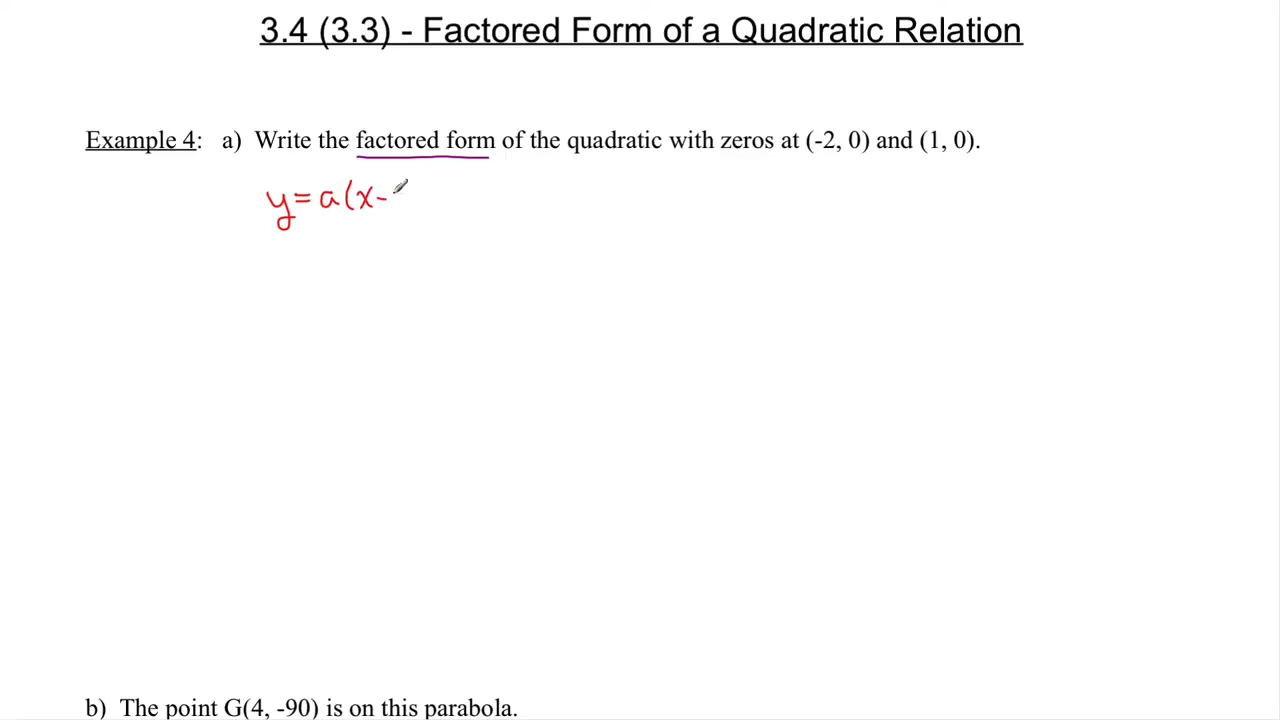 3.4 (3.3) - Factored Form of a Quadratic Relation
Example 4: a) Write the factored form of the quadratic with zeros at (-2, 0) and (1, 0).
y = a(x-
b) The point G(4, -90) is on this parabola.